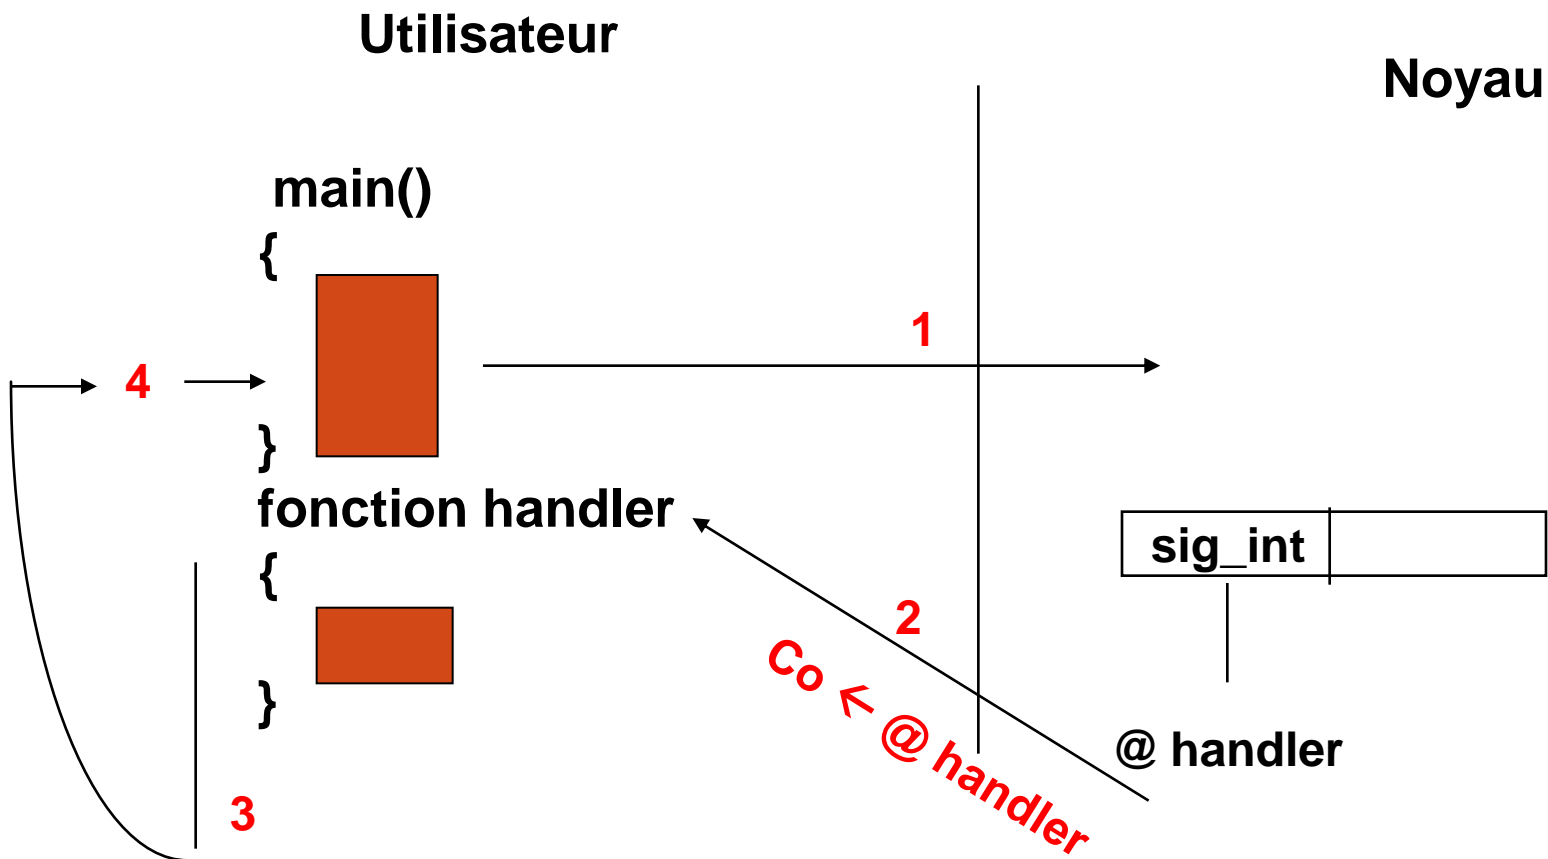 Utilisateur
Noyau
main()
{
1
4
}
fonction handler
sig_int
{
2
Co ← @ handler
}
@ handler
3